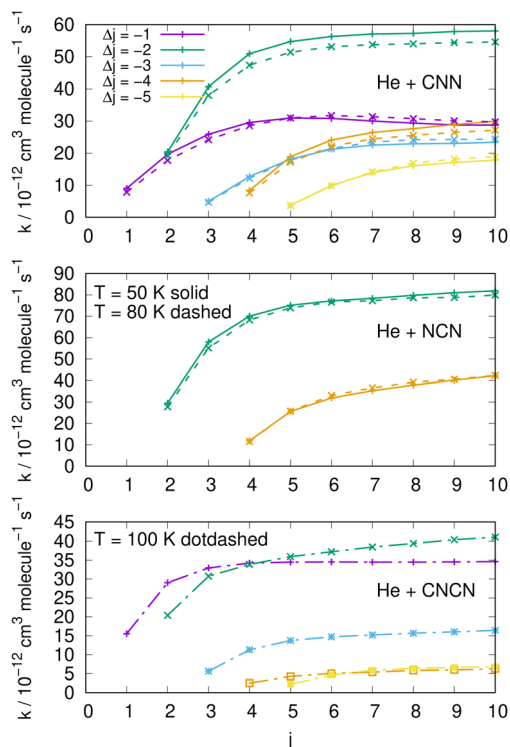 60
50
40
30
20
10
0
k / 10⁻¹² cm³ molecule⁻¹ s⁻¹
Δj = −1
Δj = −2
Δj = −3
Δj = −4
Δj = −5
He + CNN
0 1 2 3 4 5 6 7 8 9 10
90
80
70
60
50
40
30
20
10
0
k / 10⁻¹² cm³ molecule⁻¹ s⁻¹
T = 50 K solid
T = 80 K dashed
He + NCN
0 1 2 3 4 5 6 7 8 9 10
45
40
35
30
25
20
15
10
5
0
k / 10⁻¹² cm³ molecule⁻¹ s⁻¹
T = 100 K dotdashed
He + CNCN
0 1 2 3 4 5 6 7 8 9 10
j